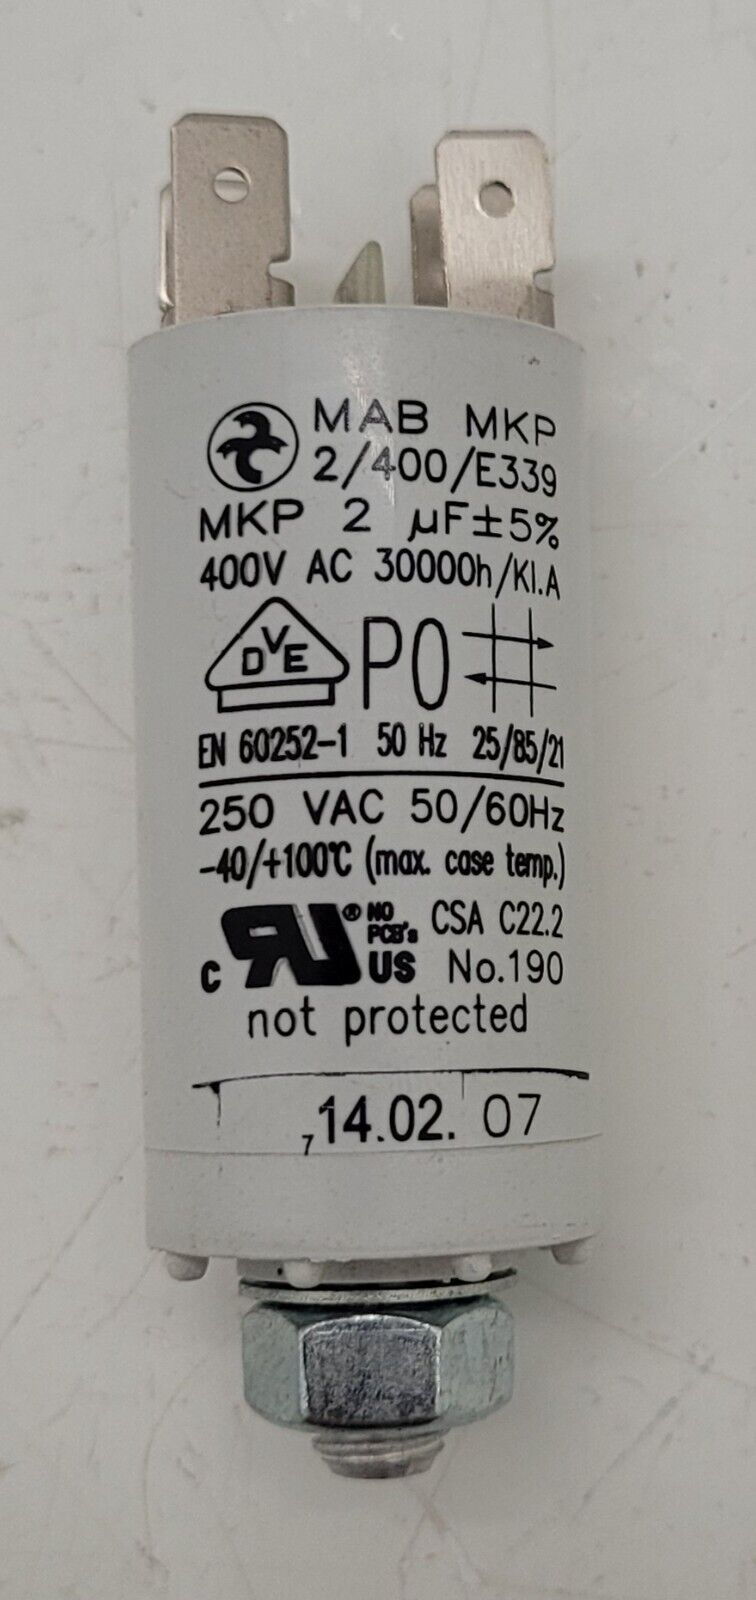 MAB MKP
2/400/E339
MKP 2 µF±5%
400V AC 30000h/Kl.A
DVE P0
EN 60252-1 50 Hz 25/85/21
250 VAC 50/60Hz
-40/+100°C (max. case temp.)
c RU ® NO PCB's US CSA C22.2
No.190
not protected
7 14.02. 07